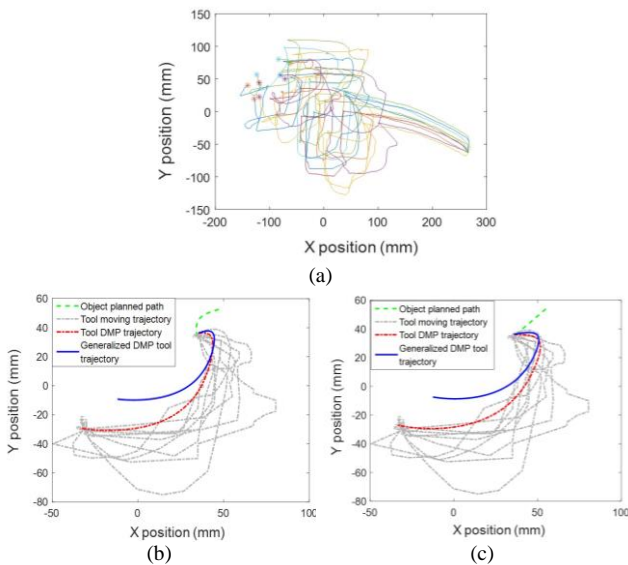 150
100
50
0
-50
-100
-150
Y position (mm)
-200
-100
0
100
200
300
X position (mm)
(a)
60
40
20
0
-20
-40
-60
-80
Y position (mm)
Object planned path
Tool moving trajectory
Tool DMP trajectory
Generalized DMP tool
trajectory
-50
0
50
100
X position (mm)
(b)
60
40
20
0
-20
-40
-60
-80
Y position (mm)
Object planned path
Tool moving trajectory
Tool DMP trajectory
Generalized DMP tool
trajectory
-50
0
50
100
X position (mm)
(c)